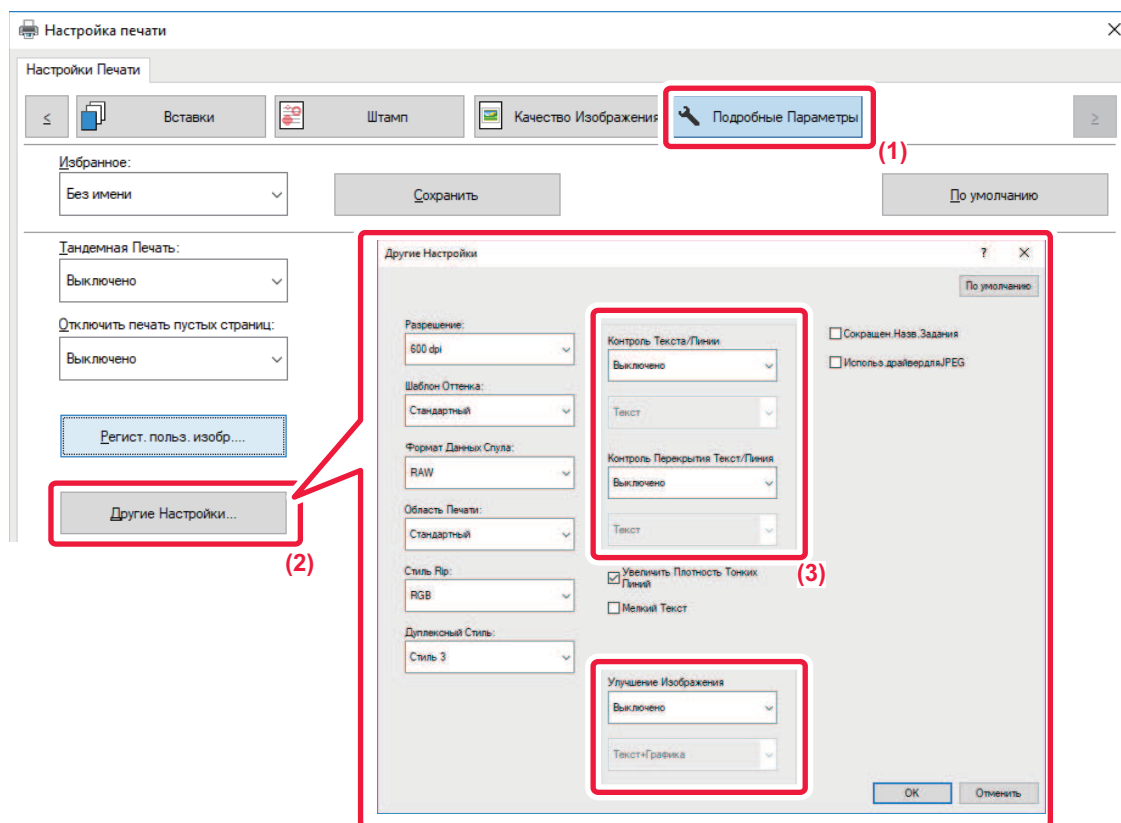 Настройка печати
Настройки Печати
≤
Вставки
Штамп
Качество Изображения
Подробные Параметры
≥
(1)
Избранное:
Без имени
Сохранить
По умолчанию
Тандемная Печать:
Выключено
Отключить печать пустых страниц:
Выключено
Регист. польз. изобр....
Другие Настройки...
(2)
Другие Настройки
?
По умолчанию
Разрешение:
600 dpi
Шаблон Оттенка:
Стандартный
Формат Данных Спула:
RAW
Область Печати:
Стандартный
Стиль Rip:
RGB
Дуплексный Стиль:
Стиль 3
Контроль Текста/Линии
Выключено
Текст
Контроль Перекрытия Текст/Линия
Выключено
Текст
(3)
Увеличить Плотность Тонких
Линий
Мелкий Текст
Улучшение Изображения
Выключено
Текст+Графика
Сокращен.Назв.Задания
Использ.драйвердляJPEG
OK
Отменить